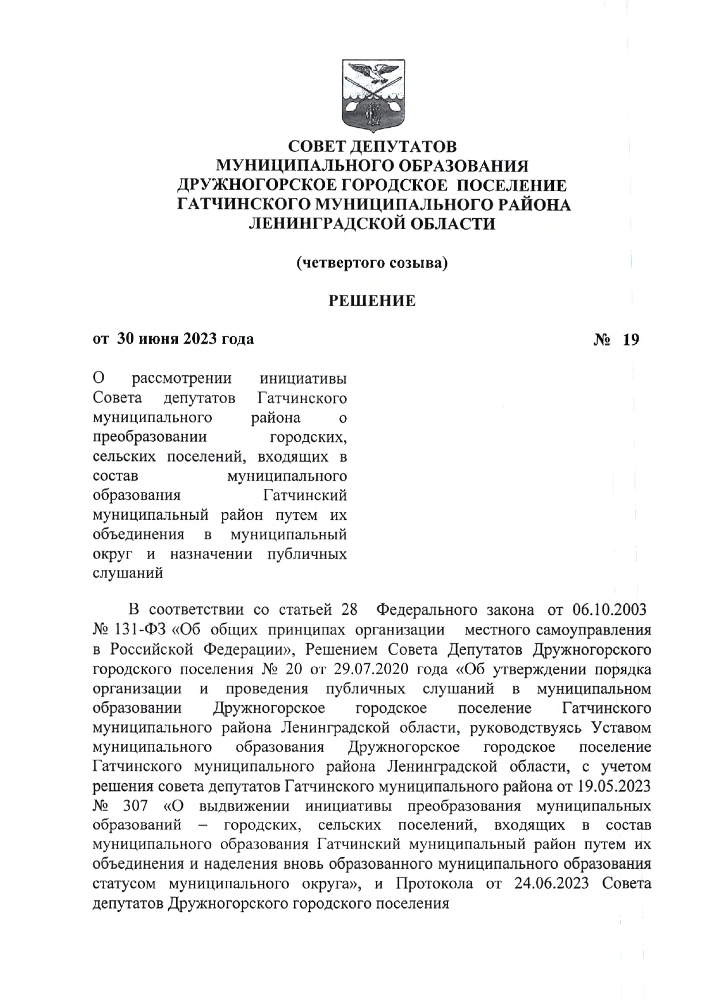 СОВЕТ ДЕПУТАТОВ
МУНИЦИПАЛЬНОГО ОБРАЗОВАНИЯ
ДРУЖНОГОРСКОЕ ГОРОДСКОЕ ПОСЕЛЕНИЕ
ГАТЧИНСКОГО МУНИЦИПАЛЬНОГО РАЙОНА
ЛЕНИНГРАДСКОЙ ОБЛАСТИ
(четвертого созыва)
РЕШЕНИЕ
от 30 июня 2023 года № 19
О рассмотрении инициативы
Совета депутатов Гатчинского
муниципального района о
преобразовании городских,
сельских поселений, входящих в
состав муниципального
образования Гатчинский
муниципальный район путем их
объединения в муниципальный
округ и назначении публичных
слушаний
В соответствии со статьей 28 Федерального закона от 06.10.2003
№ 131-ФЗ «Об общих принципах организации местного самоуправления
в Российской Федерации», Решением Совета Депутатов Дружногорского
городского поселения № 20 от 29.07.2020 года «Об утверждении порядка
организации и проведения публичных слушаний в муниципальном
образовании Дружногорское городское поселение Гатчинского
муниципального района Ленинградской области, руководствуясь Уставом
муниципального образования Дружногорское городское поселение
Гатчинского муниципального района Ленинградской области, с учетом
решения совета депутатов Гатчинского муниципального района от 19.05.2023
№ 307 «О выдвижении инициативы преобразования муниципальных
образований – городских, сельских поселений, входящих в состав
муниципального образования Гатчинский муниципальный район путем их
объединения и наделения вновь образованного муниципального образования
статусом муниципального округа», и Протокола от 24.06.2023 Совета
депутатов Дружногорского городского поселения